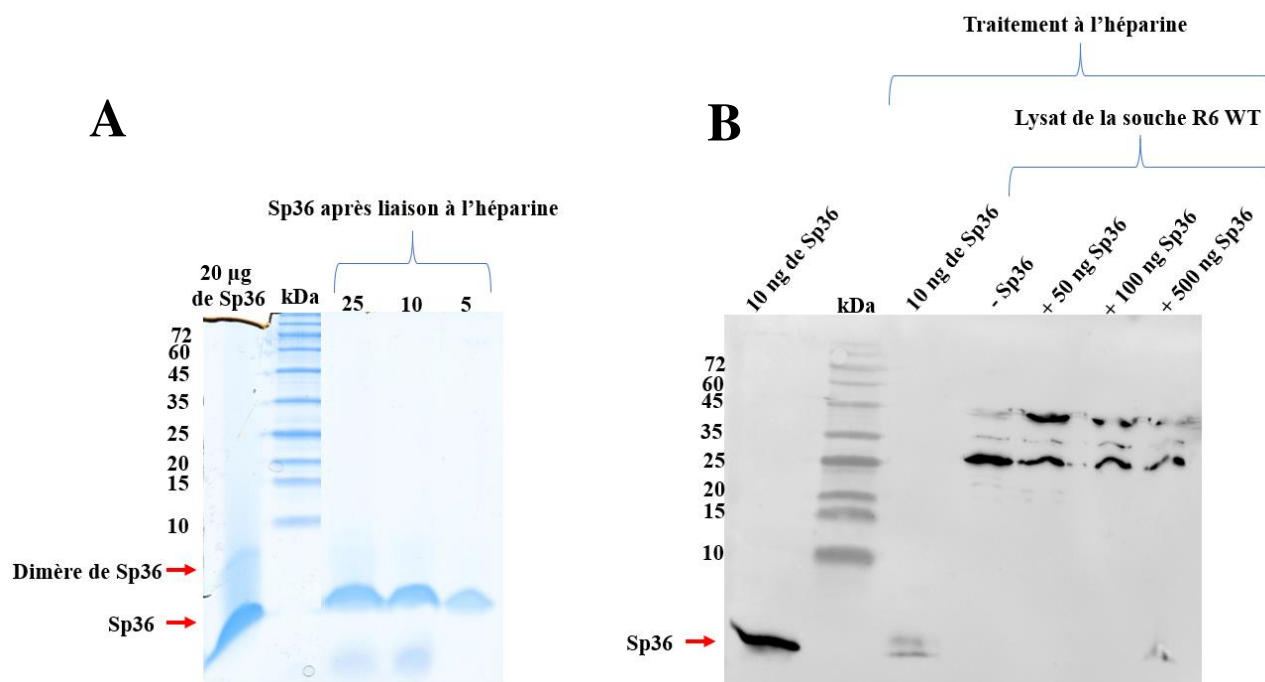 A
Sp36 après liaison à l'héparine
20 µg
de Sp36
kDa
25 10 5
72
60
45
35
25
20
15
10
Dimère de Sp36
Sp36
B
Traitement à l'héparine
Lysat de la souche R6 WT
10 ng de Sp36
kDa
10 ng de Sp36
- Sp36
+ 50 ng Sp36
+ 100 ng Sp36
+ 500 ng Sp36
72
60
45
35
25
20
15
10
Sp36